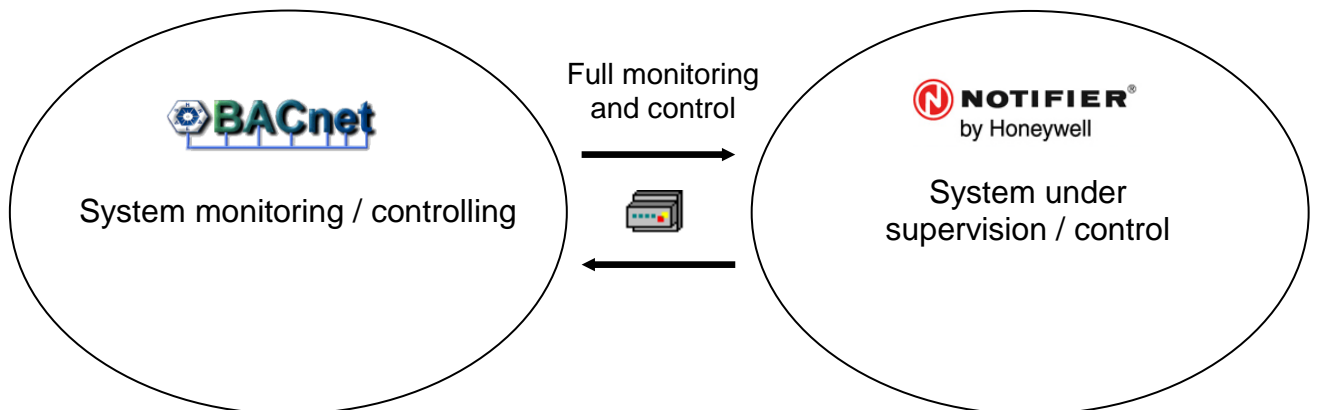 BACnet
System monitoring / controlling
Full monitoring
and control
NOTIFIER®
by Honeywell
System under
supervision / control